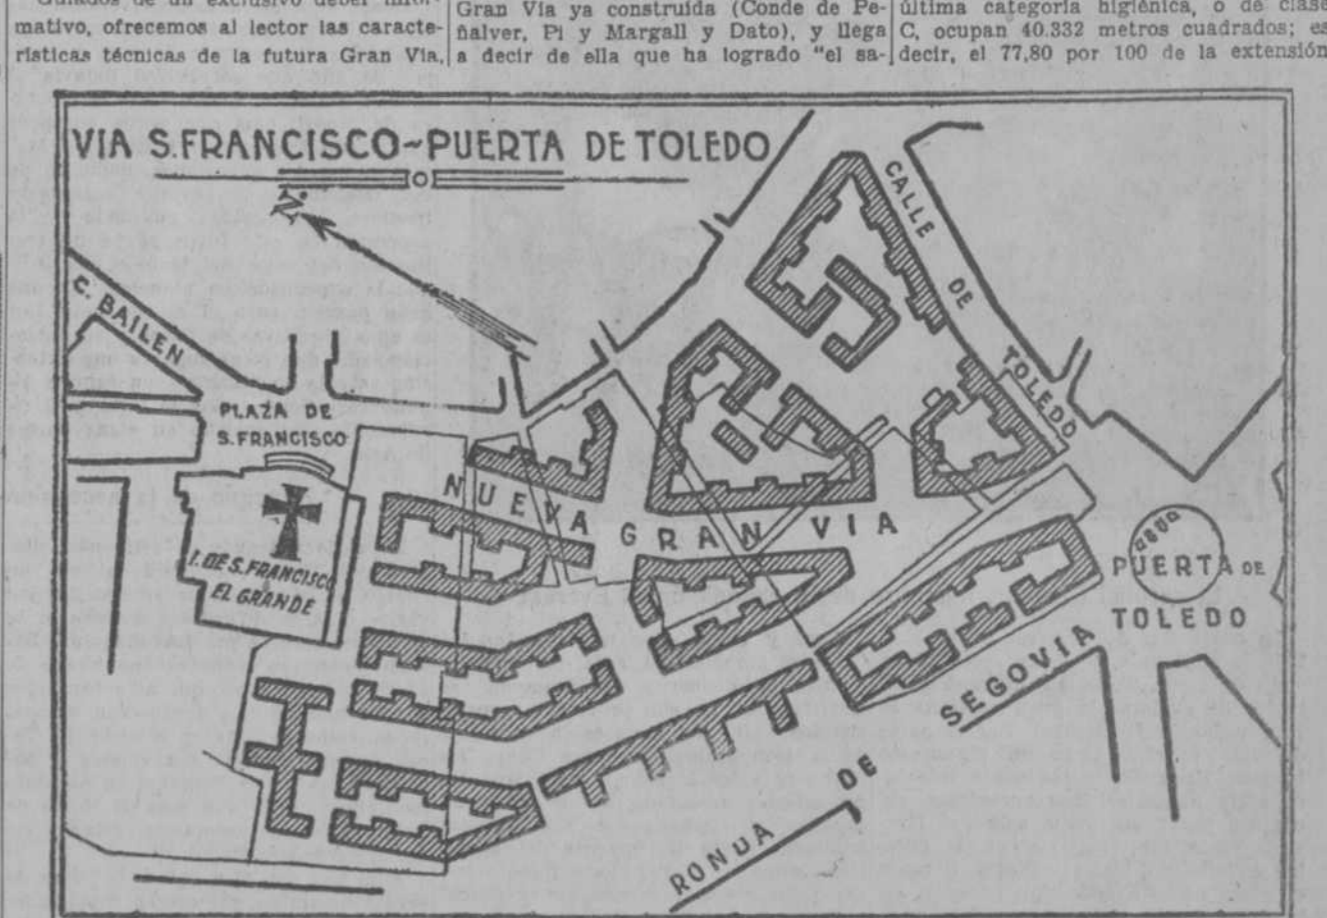 mativo, ofrecemos al lector las caracte-
rísticas técnicas de la futura Gran Vía,
Gran Vía ya construída (Conde de Pe-
ñalver, Pi y Margall y Dato), y llega
a decir de ella que ha logrado "el sa-
última categoría higiénica, o de clase
C, ocupan 40.332 metros cuadrados; es
decir, el 77,80 por 100 de la extensión
VIA S.FRANCISCO~PUERTA DE TOLEDO
N.
C. BAILEN
PLAZA DE
S. FRANCISCO
I. DE S. FRANCISCO
EL GRANDE
NUEVA GRAN VIA
CALLE DE TOLEDO
PUERTA DE
TOLEDO
RONDA DE SEGOVIA